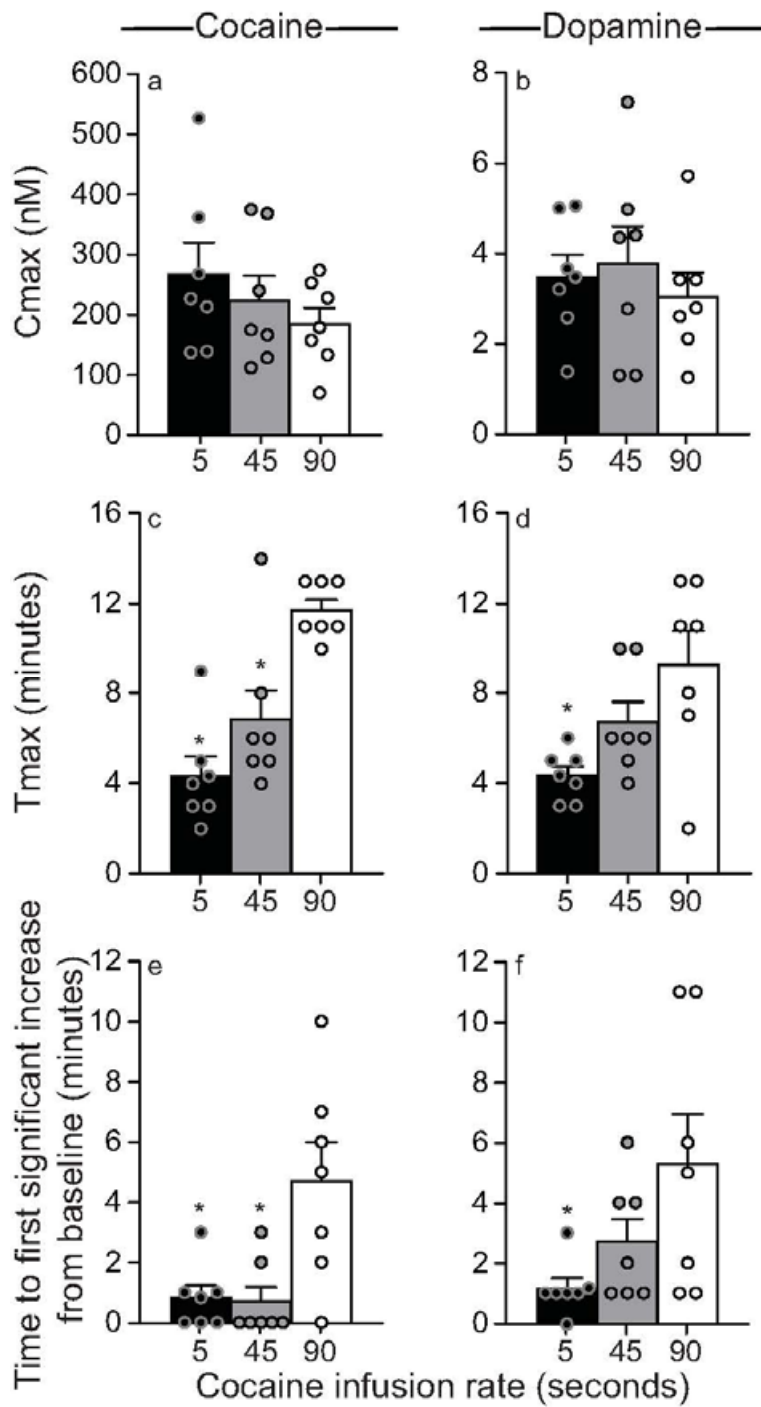 Cocaine Dopamine
a b
600 8
500
400 6
300 4
200
100 2
0 0
Cmax (nM)
5 45 90 5 45 90
c d
16 16
12 12
* * *
8 8
4 4
0 0
Tmax (minutes)
5 45 90 5 45 90
e f
12 12
10 10
8 8
6 6
* * *
4 4
2 2
0 0
Time to first significant increase
from baseline (minutes)
5 45 90 5 45 90
Cocaine infusion rate (seconds)